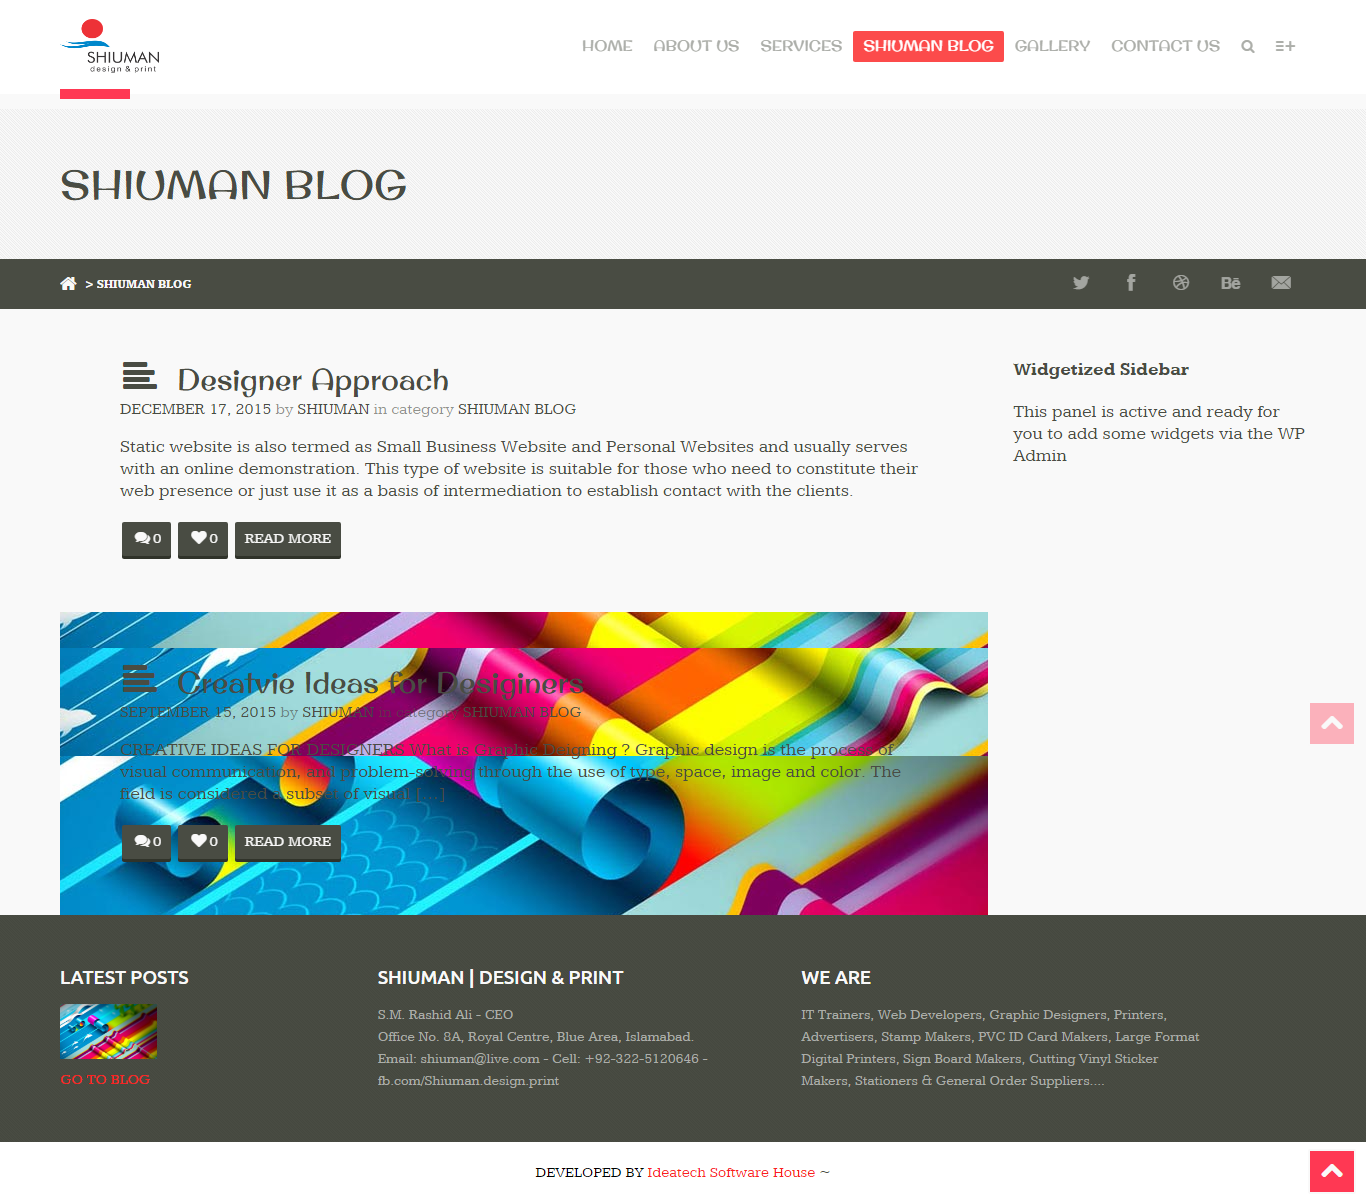 SHIUMAN
design & print
HOME ABOUT US SERVICES SHIUMAN BLOG GALLERY CONTACT US
SHIUMAN BLOG
> SHIUMAN BLOG
Designer Approach
DECEMBER 17, 2015 by SHIUMAN in category SHIUMAN BLOG
Static website is also termed as Small Business Website and Personal Websites and usually serves
with an online demonstration. This type of website is suitable for those who need to constitute their
web presence or just use it as a basis of intermediation to establish contact with the clients.
0 0 READ MORE
Widgetized Sidebar
This panel is active and ready for
you to add some widgets via the WP
Admin
Creatvie Ideas for Desiginers
SEPTEMBER 15, 2015 by SHIUMAN in category SHIUMAN BLOG
CREATIVE IDEAS FOR DESIGNERS What is Graphic Deigning ? Graphic design is the process of
visual communication, and problem-solving through the use of type, space, image and color. The
field is considered a subset of visual […]
0 0 READ MORE
LATEST POSTS
GO TO BLOG
SHIUMAN | DESIGN & PRINT
S.M. Rashid Ali - CEO
Office No. 8A, Royal Centre, Blue Area, Islamabad.
Email: shiuman@live.com - Cell: +92-322-5120646 -
fb.com/Shiuman.design.print
WE ARE
IT Trainers, Web Developers, Graphic Designers, Printers,
Advertisers, Stamp Makers, PVC ID Card Makers, Large Format
Digital Printers, Sign Board Makers, Cutting Vinyl Sticker
Makers, Stationers & General Order Suppliers....
DEVELOPED BY Ideatech Software House ~